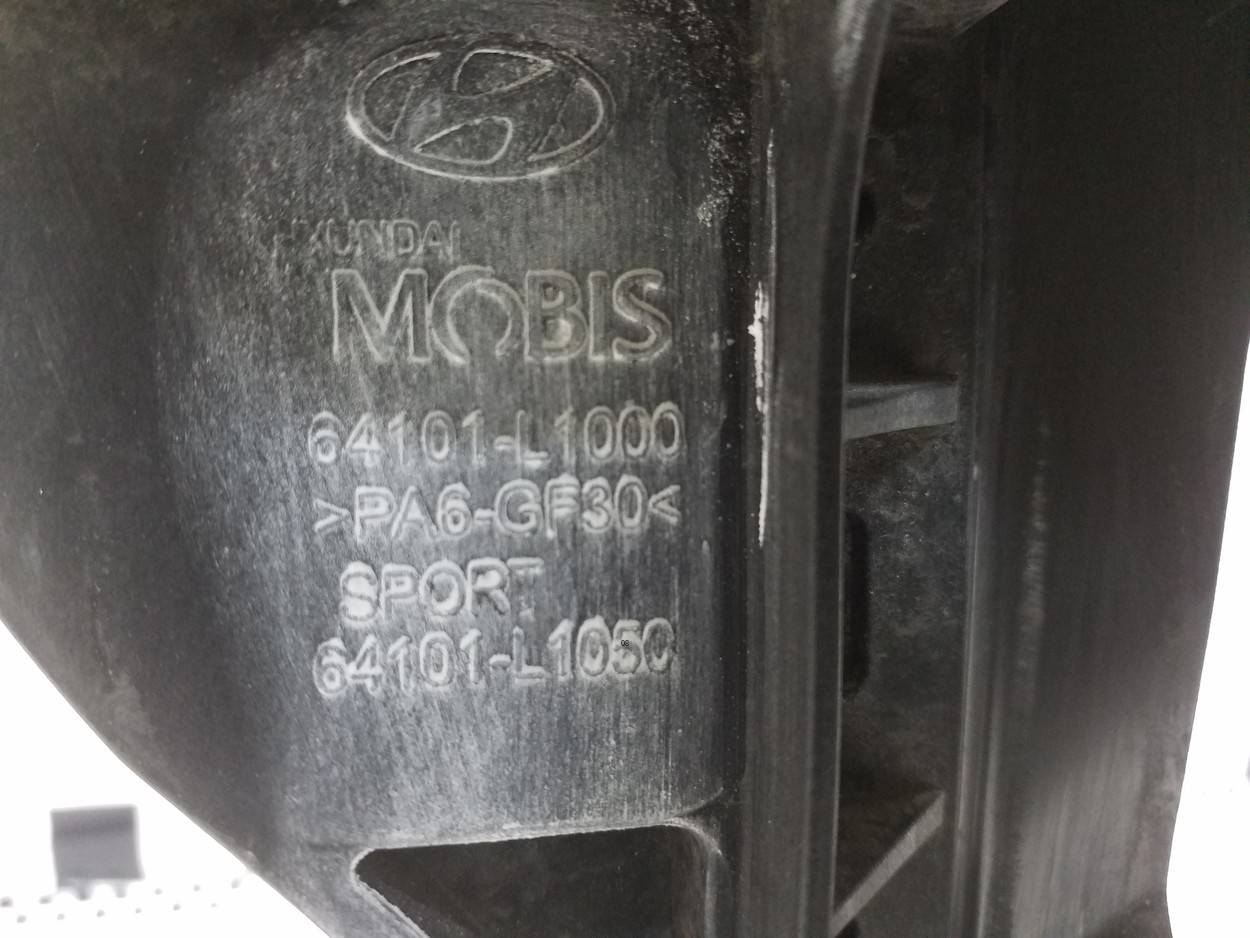 HYUNDAI
MOBIS
64101-L1000
>PA6-GF30<
SPORT
64101-L1050